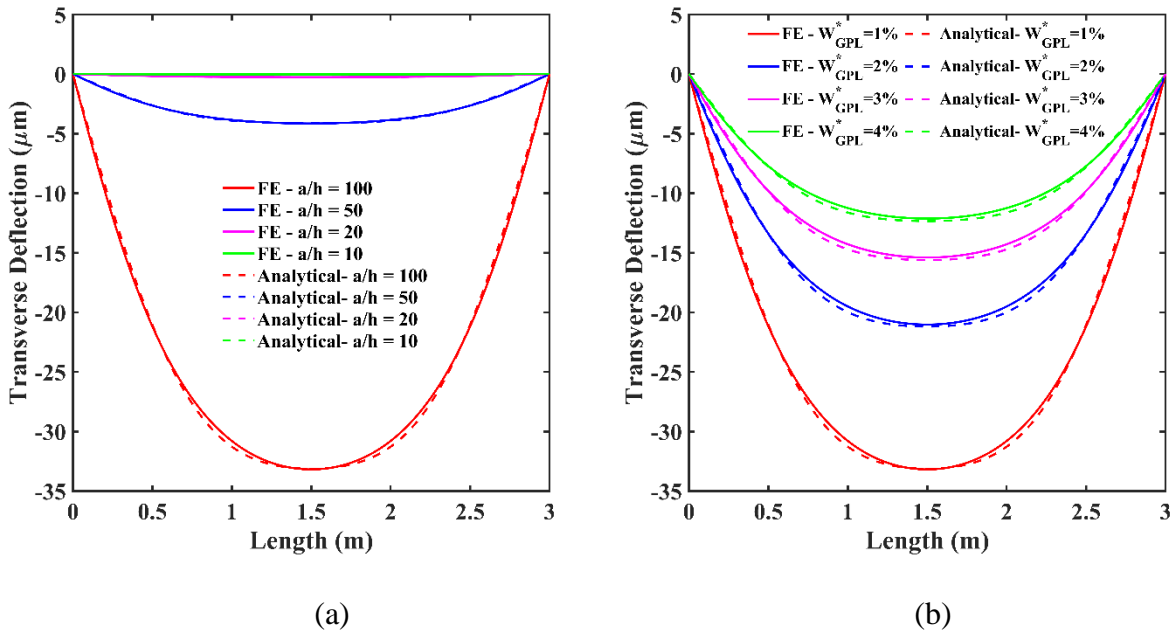 5
0
-5
-10
-15
-20
-25
-30
-35
Transverse Deflection (μm)
FE - a/h = 100
FE - a/h = 50
FE - a/h = 20
FE - a/h = 10
Analytical- a/h = 100
Analytical- a/h = 50
Analytical- a/h = 20
Analytical- a/h = 10
0 0.5 1 1.5 2 2.5 3
Length (m)
(a)
5
0
-5
-10
-15
-20
-25
-30
-35
Transverse Deflection (μm)
FE - W*GPL=1% Analytical- W*GPL=1%
FE - W*GPL=2% Analytical- W*GPL=2%
FE - W*GPL=3% Analytical- W*GPL=3%
FE - W*GPL=4% Analytical- W*GPL=4%
0 0.5 1 1.5 2 2.5 3
Length (m)
(b)